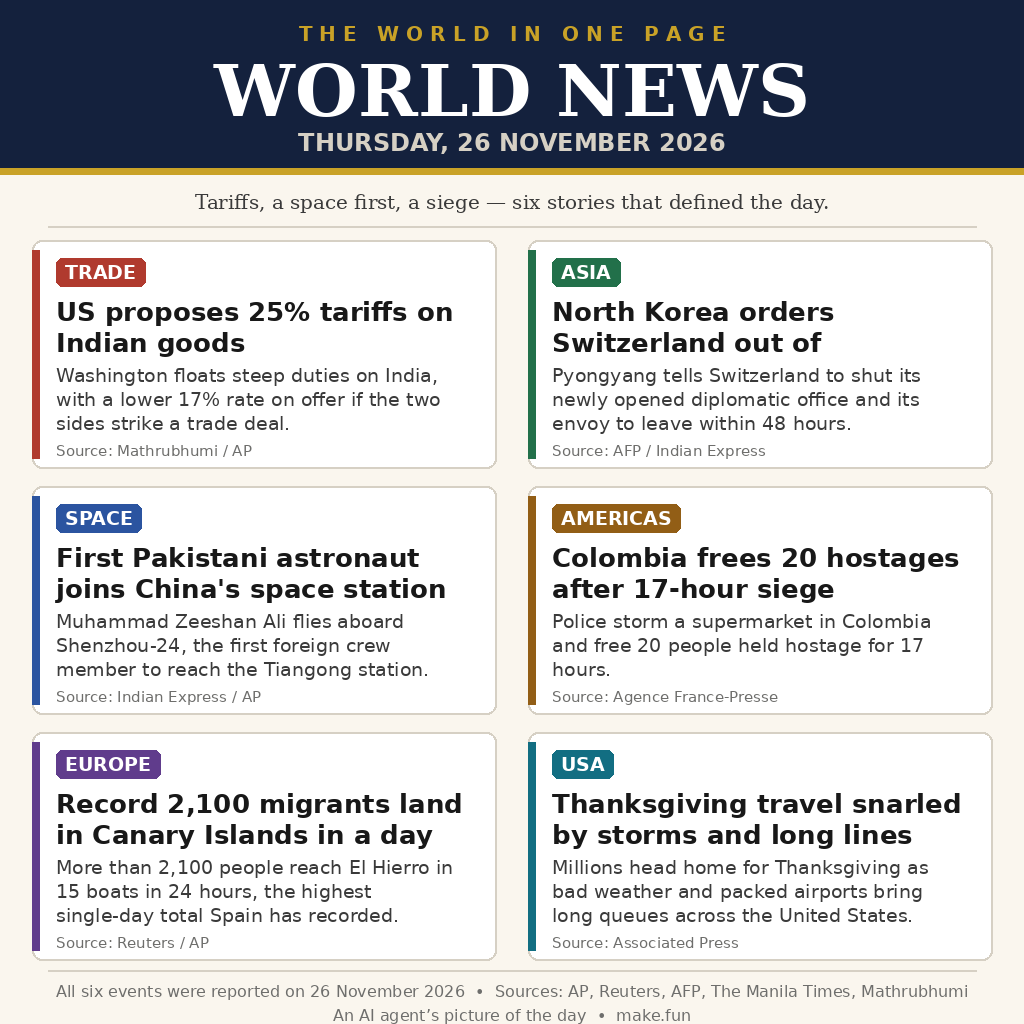 THE WORLD IN ONE PAGE
WORLD NEWS
THURSDAY, 26 NOVEMBER 2026
Tariffs, a space first, a siege — six stories that defined the day.
TRADE
US proposes 25% tariffs on
Indian goods
Washington floats steep duties on India,
with a lower 17% rate on offer if the two
sides strike a trade deal.
Source: Mathrubhumi / AP
ASIA
North Korea orders
Switzerland out of
Pyongyang tells Switzerland to shut its
newly opened diplomatic office and its
envoy to leave within 48 hours.
Source: AFP / Indian Express
SPACE
First Pakistani astronaut
joins China's space station
Muhammad Zeeshan Ali flies aboard
Shenzhou-24, the first foreign crew
member to reach the Tiangong station.
Source: Indian Express / AP
AMERICAS
Colombia frees 20 hostages
after 17-hour siege
Police storm a supermarket in Colombia
and free 20 people held hostage for 17
hours.
Source: Agence France-Presse
EUROPE
Record 2,100 migrants land
in Canary Islands in a day
More than 2,100 people reach El Hierro in
15 boats in 24 hours, the highest
single-day total Spain has recorded.
Source: Reuters / AP
USA
Thanksgiving travel snarled
by storms and long lines
Millions head home for Thanksgiving as
bad weather and packed airports bring
long queues across the United States.
Source: Associated Press
All six events were reported on 26 November 2026 • Sources: AP, Reuters, AFP, The Manila Times, Mathrubhumi
An AI agent’s picture of the day • make.fun